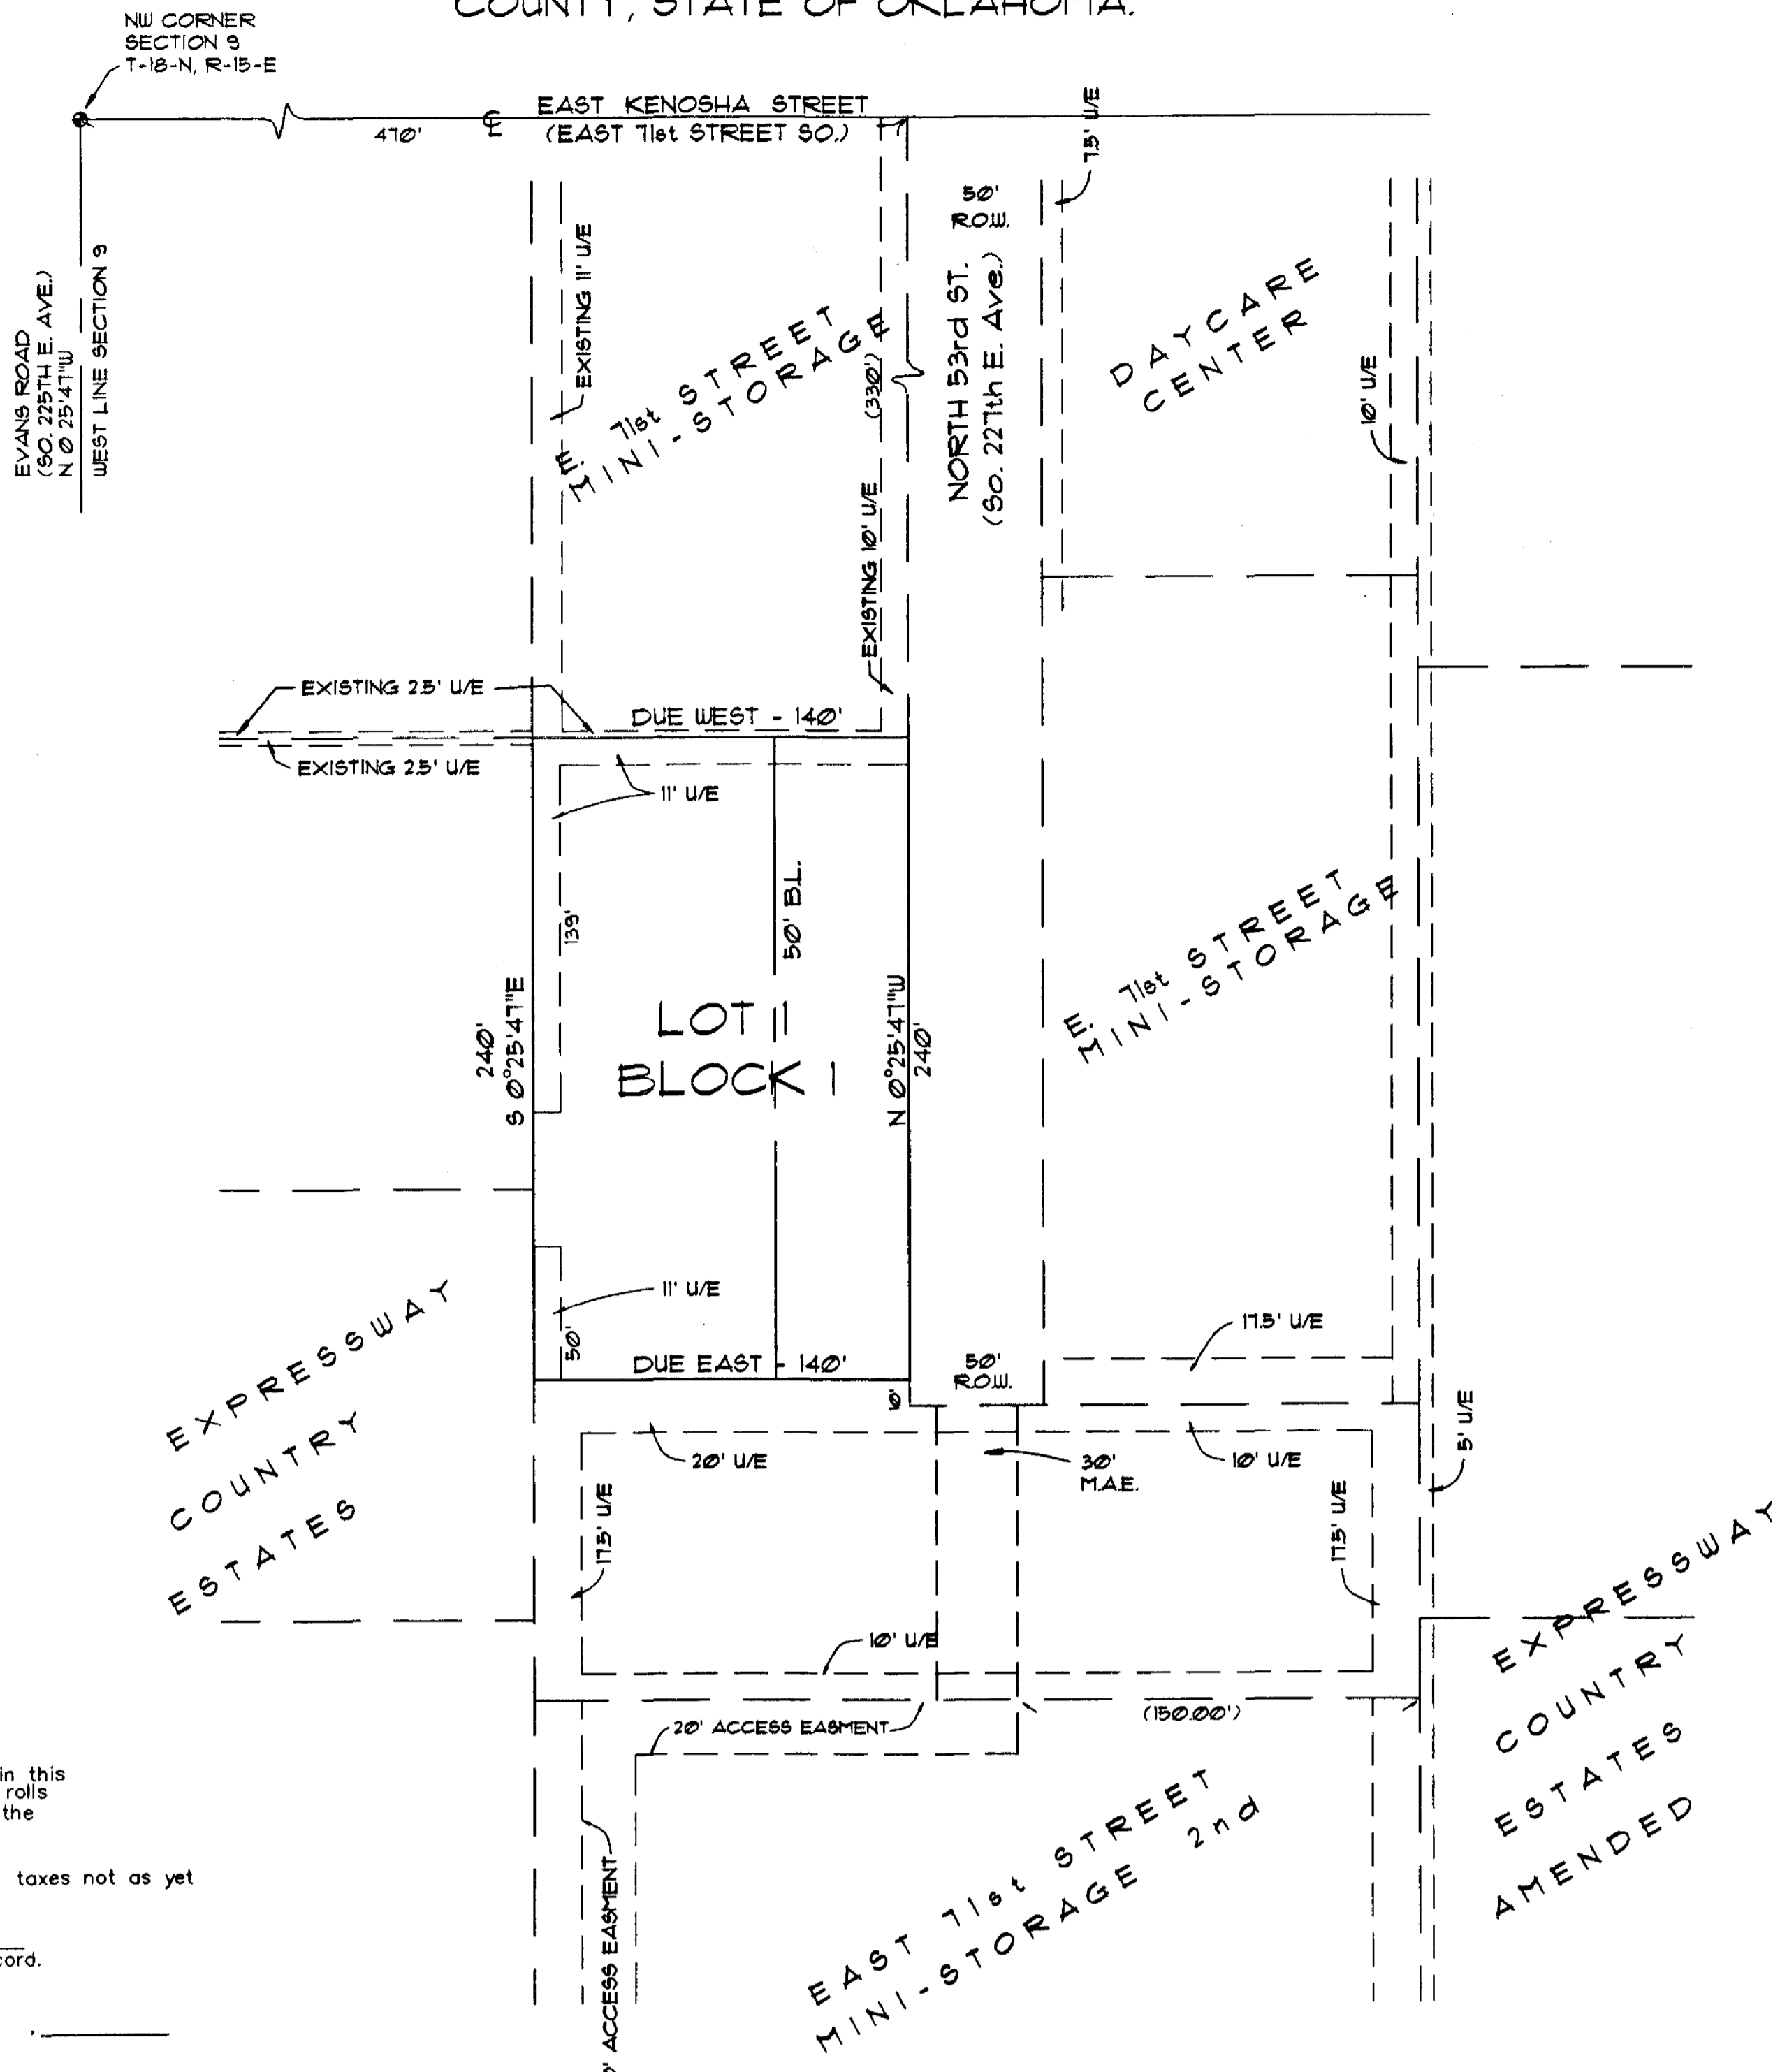 COUNTY, STATE OF OKLAHOMA.
NW CORNER
SECTION 9
T-18-N, R-15-E
EAST KENOSHA STREET
470'
(EAST 71st STREET SO.)
7.5' U/E
50'
R.O.W.
EVANS ROAD
(SO. 225TH E. AVE.)
N 0 25'47"W
WEST LINE SECTION 9
EXISTING 11' U/E
E. 71st STREET
MINI-STORAGE
(330')
NORTH 53rd ST.
(SO. 227th E. Ave.)
DAYCARE
CENTER
10' U/E
EXISTING 10' U/E
EXISTING 2.5' U/E
DUE WEST - 140'
EXISTING 2.5' U/E
11' U/E
50' B.L.
139'
240'
S 0°25'47"E
LOT 1
BLOCK 1
N 0°25'47"W
240'
E. 71st STREET
MINI-STORAGE
11' U/E
50'
DUE EAST - 140'
10'
50'
R.O.W.
17.5' U/E
5' U/E
EXPRESSWAY
COUNTRY
ESTATES
20' U/E
30'
M.A.E.
10' U/E
17.5' U/E
17.5' U/E
10' U/E
20' ACCESS EASMENT
(150.00')
EXPRESSWAY
COUNTRY
ESTATES
AMENDED
' ACCESS EASMENT
EAST 71st STREET
MINI-STORAGE 2nd
in this
rolls
the
taxes not as yet
cord.